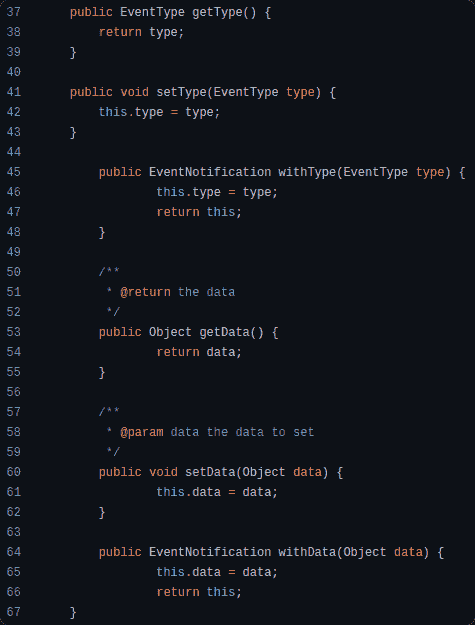 37 public EventType getType() {
38 return type;
39 }
40
41 public void setType(EventType type) {
42 this.type = type;
43 }
44
45 public EventNotification withType(EventType type) {
46 this.type = type;
47 return this;
48 }
49
50 /**
51 * @return the data
52 */
53 public Object getData() {
54 return data;
55 }
56
57 /**
58 * @param data the data to set
59 */
60 public void setData(Object data) {
61 this.data = data;
62 }
63
64 public EventNotification withData(Object data) {
65 this.data = data;
66 return this;
67 }